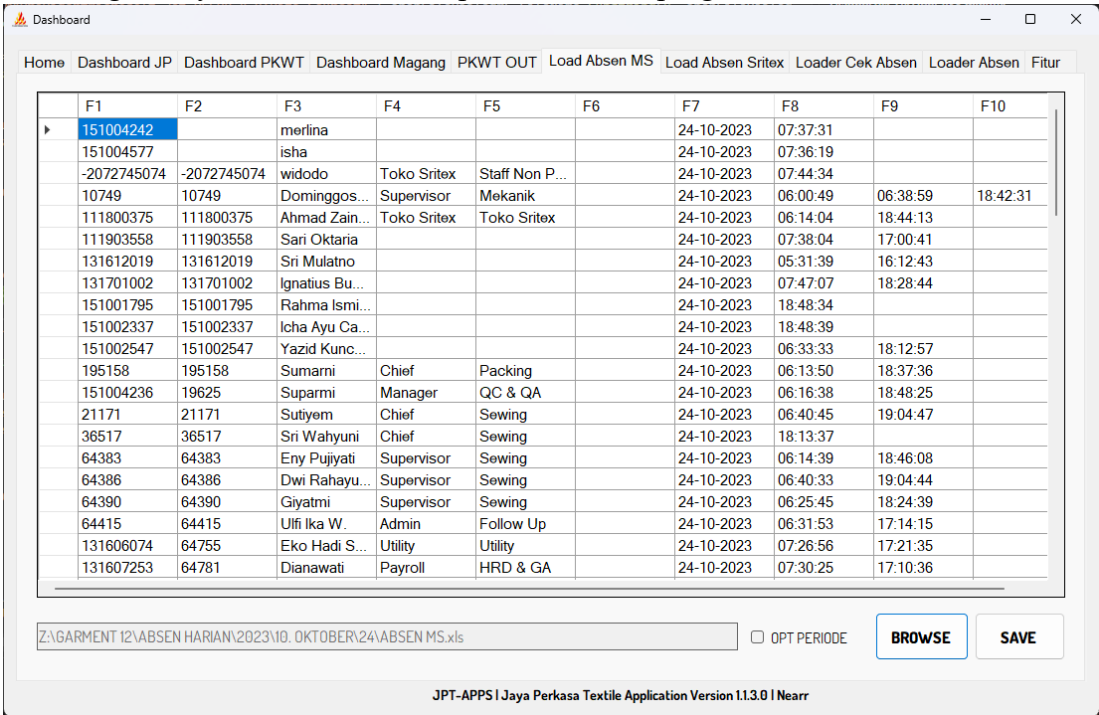 Dashboard
Home Dashboard JP Dashboard PKWT Dashboard Magang PKWT OUT Load Absen MS Load Absen Sritex Loader Cek Absen Loader Absen Fitur
F1 F2 F3 F4 F5 F6 F7 F8 F9 F10
151004242 merlina 24-10-2023 07:37:31
151004577 isha 24-10-2023 07:36:19
-2072745074 -2072745074 widodo Toko Sritex Staff Non P... 24-10-2023 07:44:34
10749 10749 Dominggos... Supervisor Mekanik 24-10-2023 06:00:49 06:38:59 18:42:31
111800375 111800375 Ahmad Zain... Toko Sritex Toko Sritex 24-10-2023 06:14:04 18:44:13
111903558 111903558 Sari Oktaria 24-10-2023 07:38:04 17:00:41
131612019 131612019 Sri Mulatno 24-10-2023 05:31:39 16:12:43
131701002 131701002 Ignatius Bu... 24-10-2023 07:47:07 18:28:44
151001795 151001795 Rahma Ismi... 24-10-2023 18:48:34
151002337 151002337 Icha Ayu Ca... 24-10-2023 18:48:39
151002547 151002547 Yazid Kunc... 24-10-2023 06:33:33 18:12:57
195158 195158 Sumarni Chief Packing 24-10-2023 06:13:50 18:37:36
151004236 19625 Suparmi Manager QC & QA 24-10-2023 06:16:38 18:48:25
21171 21171 Sutiyem Chief Sewing 24-10-2023 06:40:45 19:04:47
36517 36517 Sri Wahyuni Chief Sewing 24-10-2023 18:13:37
64383 64383 Eny Pujiyati Supervisor Sewing 24-10-2023 06:14:39 18:46:08
64386 64386 Dwi Rahayu... Supervisor Sewing 24-10-2023 06:40:33 19:04:44
64390 64390 Giyatmi Supervisor Sewing 24-10-2023 06:25:45 18:24:39
64415 64415 Ulfi Ika W. Admin Follow Up 24-10-2023 06:31:53 17:14:15
131606074 64755 Eko Hadi S... Utility Utility 24-10-2023 07:26:56 17:21:35
131607253 64781 Dianawati Payroll HRD & GA 24-10-2023 07:30:25 17:10:36
Z:\GARMENT 12\ABSEN HARIAN\2023\10. OKTOBER\24\ABSEN MS.xls OPT PERIODE BROWSE SAVE
JPT-APPS | Jaya Perkasa Textile Application Version 1.1.3.0 | Nearr